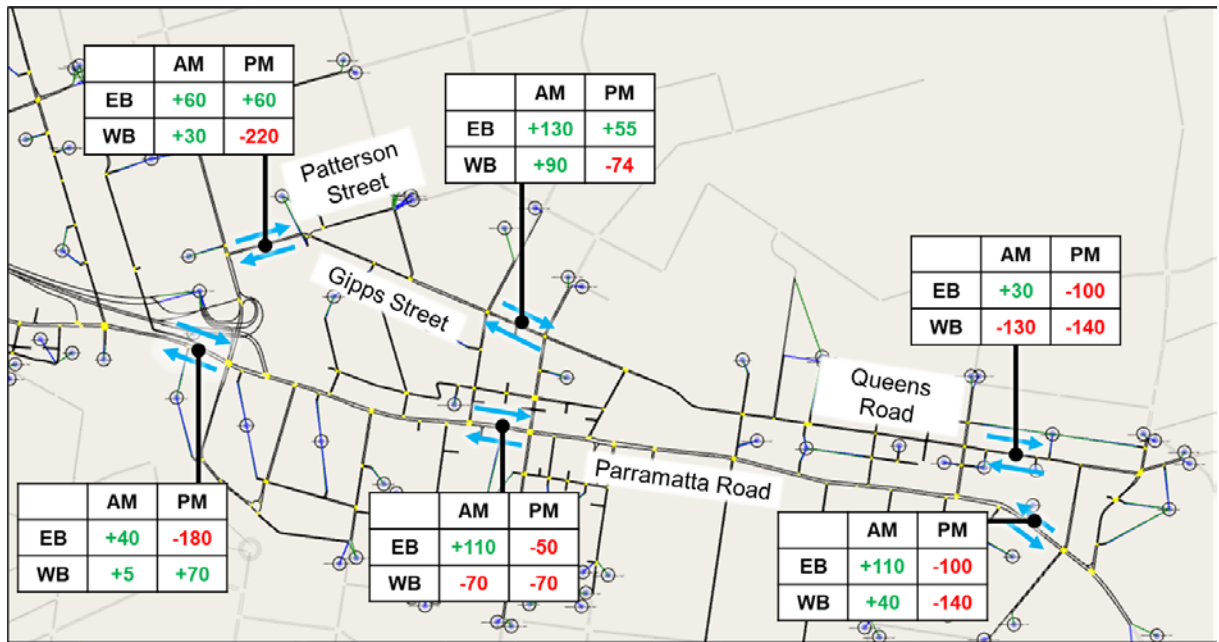 AM PM
EB +60 +60
WB +30 -220
AM PM
EB +130 +55
WB +90 -74
Patterson
Street
Gipps Street
AM PM
EB +30 -100
WB -130 -140
Queens
Road
Parramatta Road
AM PM
EB +40 -180
WB +5 +70
AM PM
EB +110 -50
WB -70 -70
AM PM
EB +110 -100
WB +40 -140